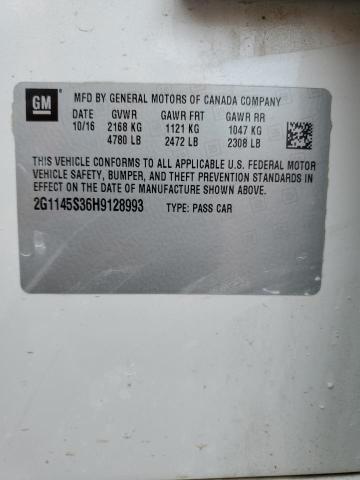 GM
MFD BY GENERAL MOTORS OF CANADA COMPANY
DATE GVWR GAWR FRT GAWR RR
10/16 2168 KG 1121 KG 1047 KG
4780 LB 2472 LB 2308 LB
THIS VEHICLE CONFORMS TO ALL APPLICABLE U.S. FEDERAL MOTOR
VEHICLE SAFETY, BUMPER, AND THEFT PREVENTION STANDARDS IN
EFFECT ON THE DATE OF MANUFACTURE SHOWN ABOVE.
2G1145S36H9128993 TYPE: PASS CAR